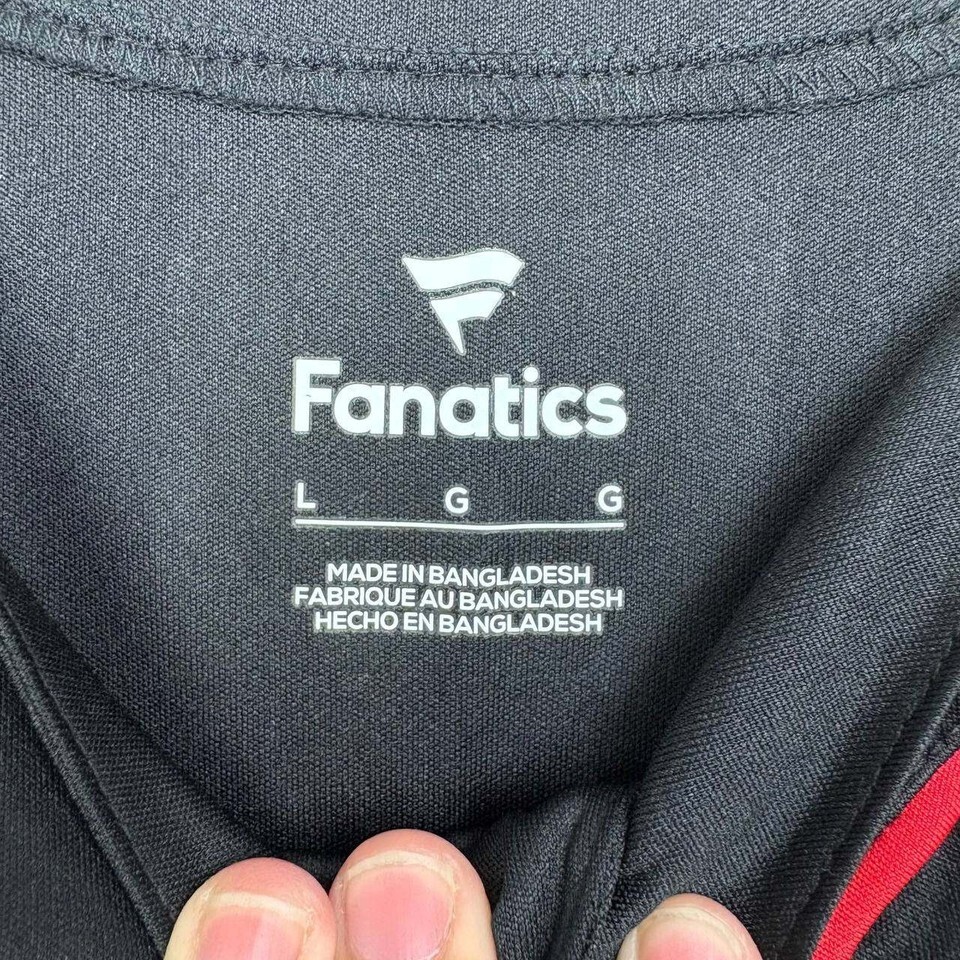 Fanatics
L G G
MADE IN BANGLADESH
FABRIQUE AU BANGLADESH
HECHO EN BANGLADESH